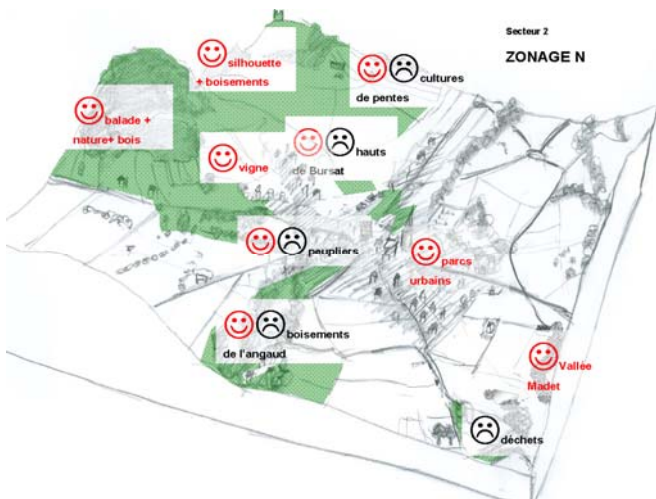 Secteur 2
ZONAGE N
silhouette
+ boisements
cultures
de pentes
balade +
nature+ bois
vigne
hauts
de Bursat
peupliers
parcs
urbains
boisements
de l'angaud
Vallée
Madet
déchets